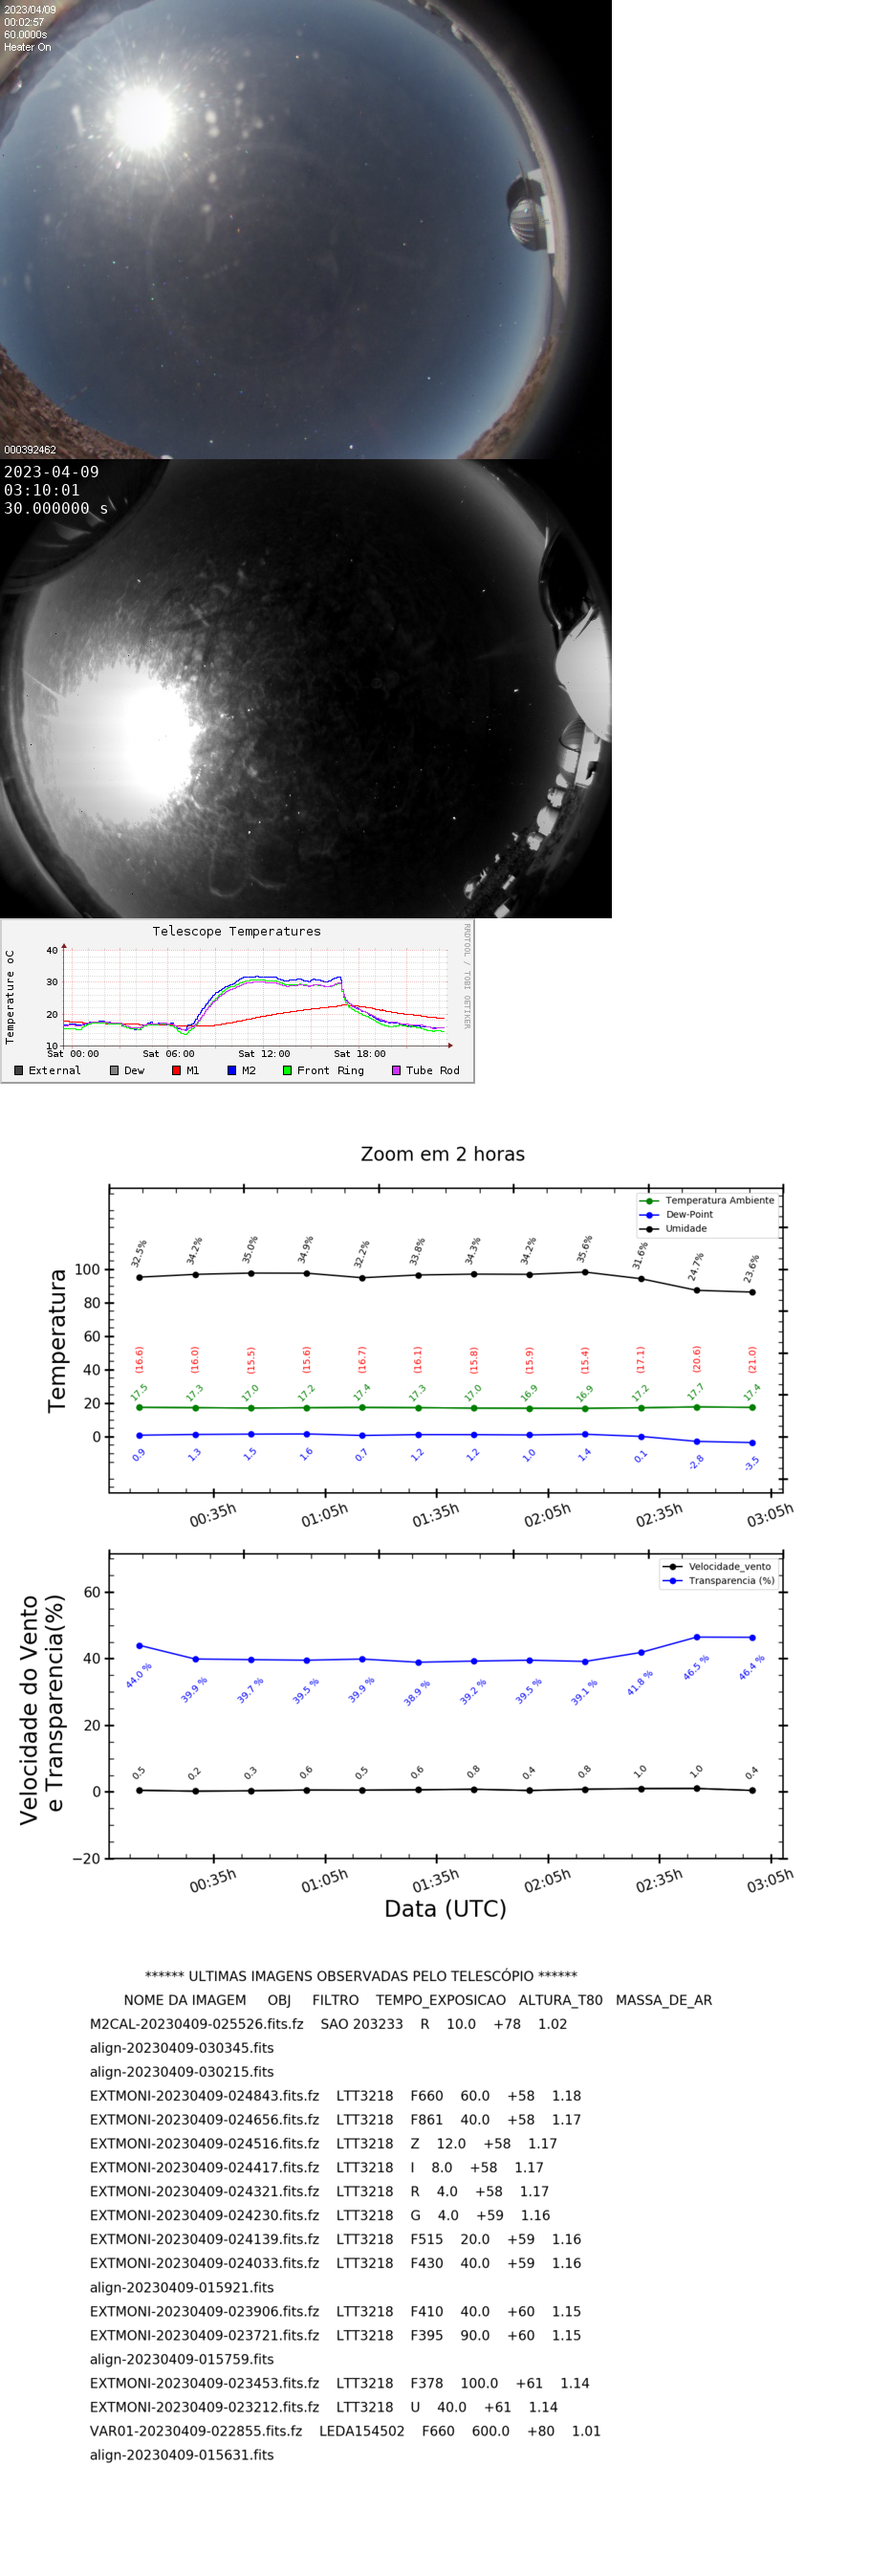 2023/04/09
00:02:57
60.0000s
Heater On
000392462
2023-04-09
03:10:01
30.000000 s
Telescope Temperatures
RRDTOOL / TOBI OETIKER
Temperature oC
40
30
20
10
Sat 00:00 Sat 06:00 Sat 12:00 Sat 18:00
External Dew M1 M2 Front Ring Tube Rod
Zoom em 2 horas
Temperatura Ambiente
Dew-Point
Umidade
Temperatura
100
80
60
40
20
0
32.5% 34.2% 35.0% 34.9% 32.2% 33.8% 34.3% 34.2% 35.6% 31.6% 24.7% 23.6%
(16.6) (16.0) (15.5) (15.6) (16.7) (16.1) (15.8) (15.9) (15.4) (17.1) (20.6) (21.0)
17.5 17.3 17.0 17.2 17.4 17.3 17.0 16.9 16.9 17.2 17.7 17.4
0.9 1.3 1.5 1.6 0.7 1.2 1.2 1.0 1.4 0.1 -2.8 -3.5
00:35h 01:05h 01:35h 02:05h 02:35h 03:05h
Velocidade_vento
Transparencia (%)
Velocidade do Vento
e Transparencia(%)
60
40
20
0
−20
44.0 % 39.9 % 39.7 % 39.5 % 39.9 % 38.9 % 39.2 % 39.5 % 39.1 % 41.8 % 46.5 % 46.4 %
0.5 0.2 0.3 0.6 0.5 0.6 0.8 0.4 0.8 1.0 1.0 0.4
00:35h 01:05h 01:35h 02:05h 02:35h 03:05h
Data (UTC)
****** ULTIMAS IMAGENS OBSERVADAS PELO TELESCÓPIO ******
NOME DA IMAGEM OBJ FILTRO TEMPO_EXPOSICAO ALTURA_T80 MASSA_DE_AR
M2CAL-20230409-025526.fits.fz SAO 203233 R 10.0 +78 1.02
align-20230409-030345.fits
align-20230409-030215.fits
EXTMONI-20230409-024843.fits.fz LTT3218 F660 60.0 +58 1.18
EXTMONI-20230409-024656.fits.fz LTT3218 F861 40.0 +58 1.17
EXTMONI-20230409-024516.fits.fz LTT3218 Z 12.0 +58 1.17
EXTMONI-20230409-024417.fits.fz LTT3218 I 8.0 +58 1.17
EXTMONI-20230409-024321.fits.fz LTT3218 R 4.0 +58 1.17
EXTMONI-20230409-024230.fits.fz LTT3218 G 4.0 +59 1.16
EXTMONI-20230409-024139.fits.fz LTT3218 F515 20.0 +59 1.16
EXTMONI-20230409-024033.fits.fz LTT3218 F430 40.0 +59 1.16
align-20230409-015921.fits
EXTMONI-20230409-023906.fits.fz LTT3218 F410 40.0 +60 1.15
EXTMONI-20230409-023721.fits.fz LTT3218 F395 90.0 +60 1.15
align-20230409-015759.fits
EXTMONI-20230409-023453.fits.fz LTT3218 F378 100.0 +61 1.14
EXTMONI-20230409-023212.fits.fz LTT3218 U 40.0 +61 1.14
VAR01-20230409-022855.fits.fz LEDA154502 F660 600.0 +80 1.01
align-20230409-015631.fits